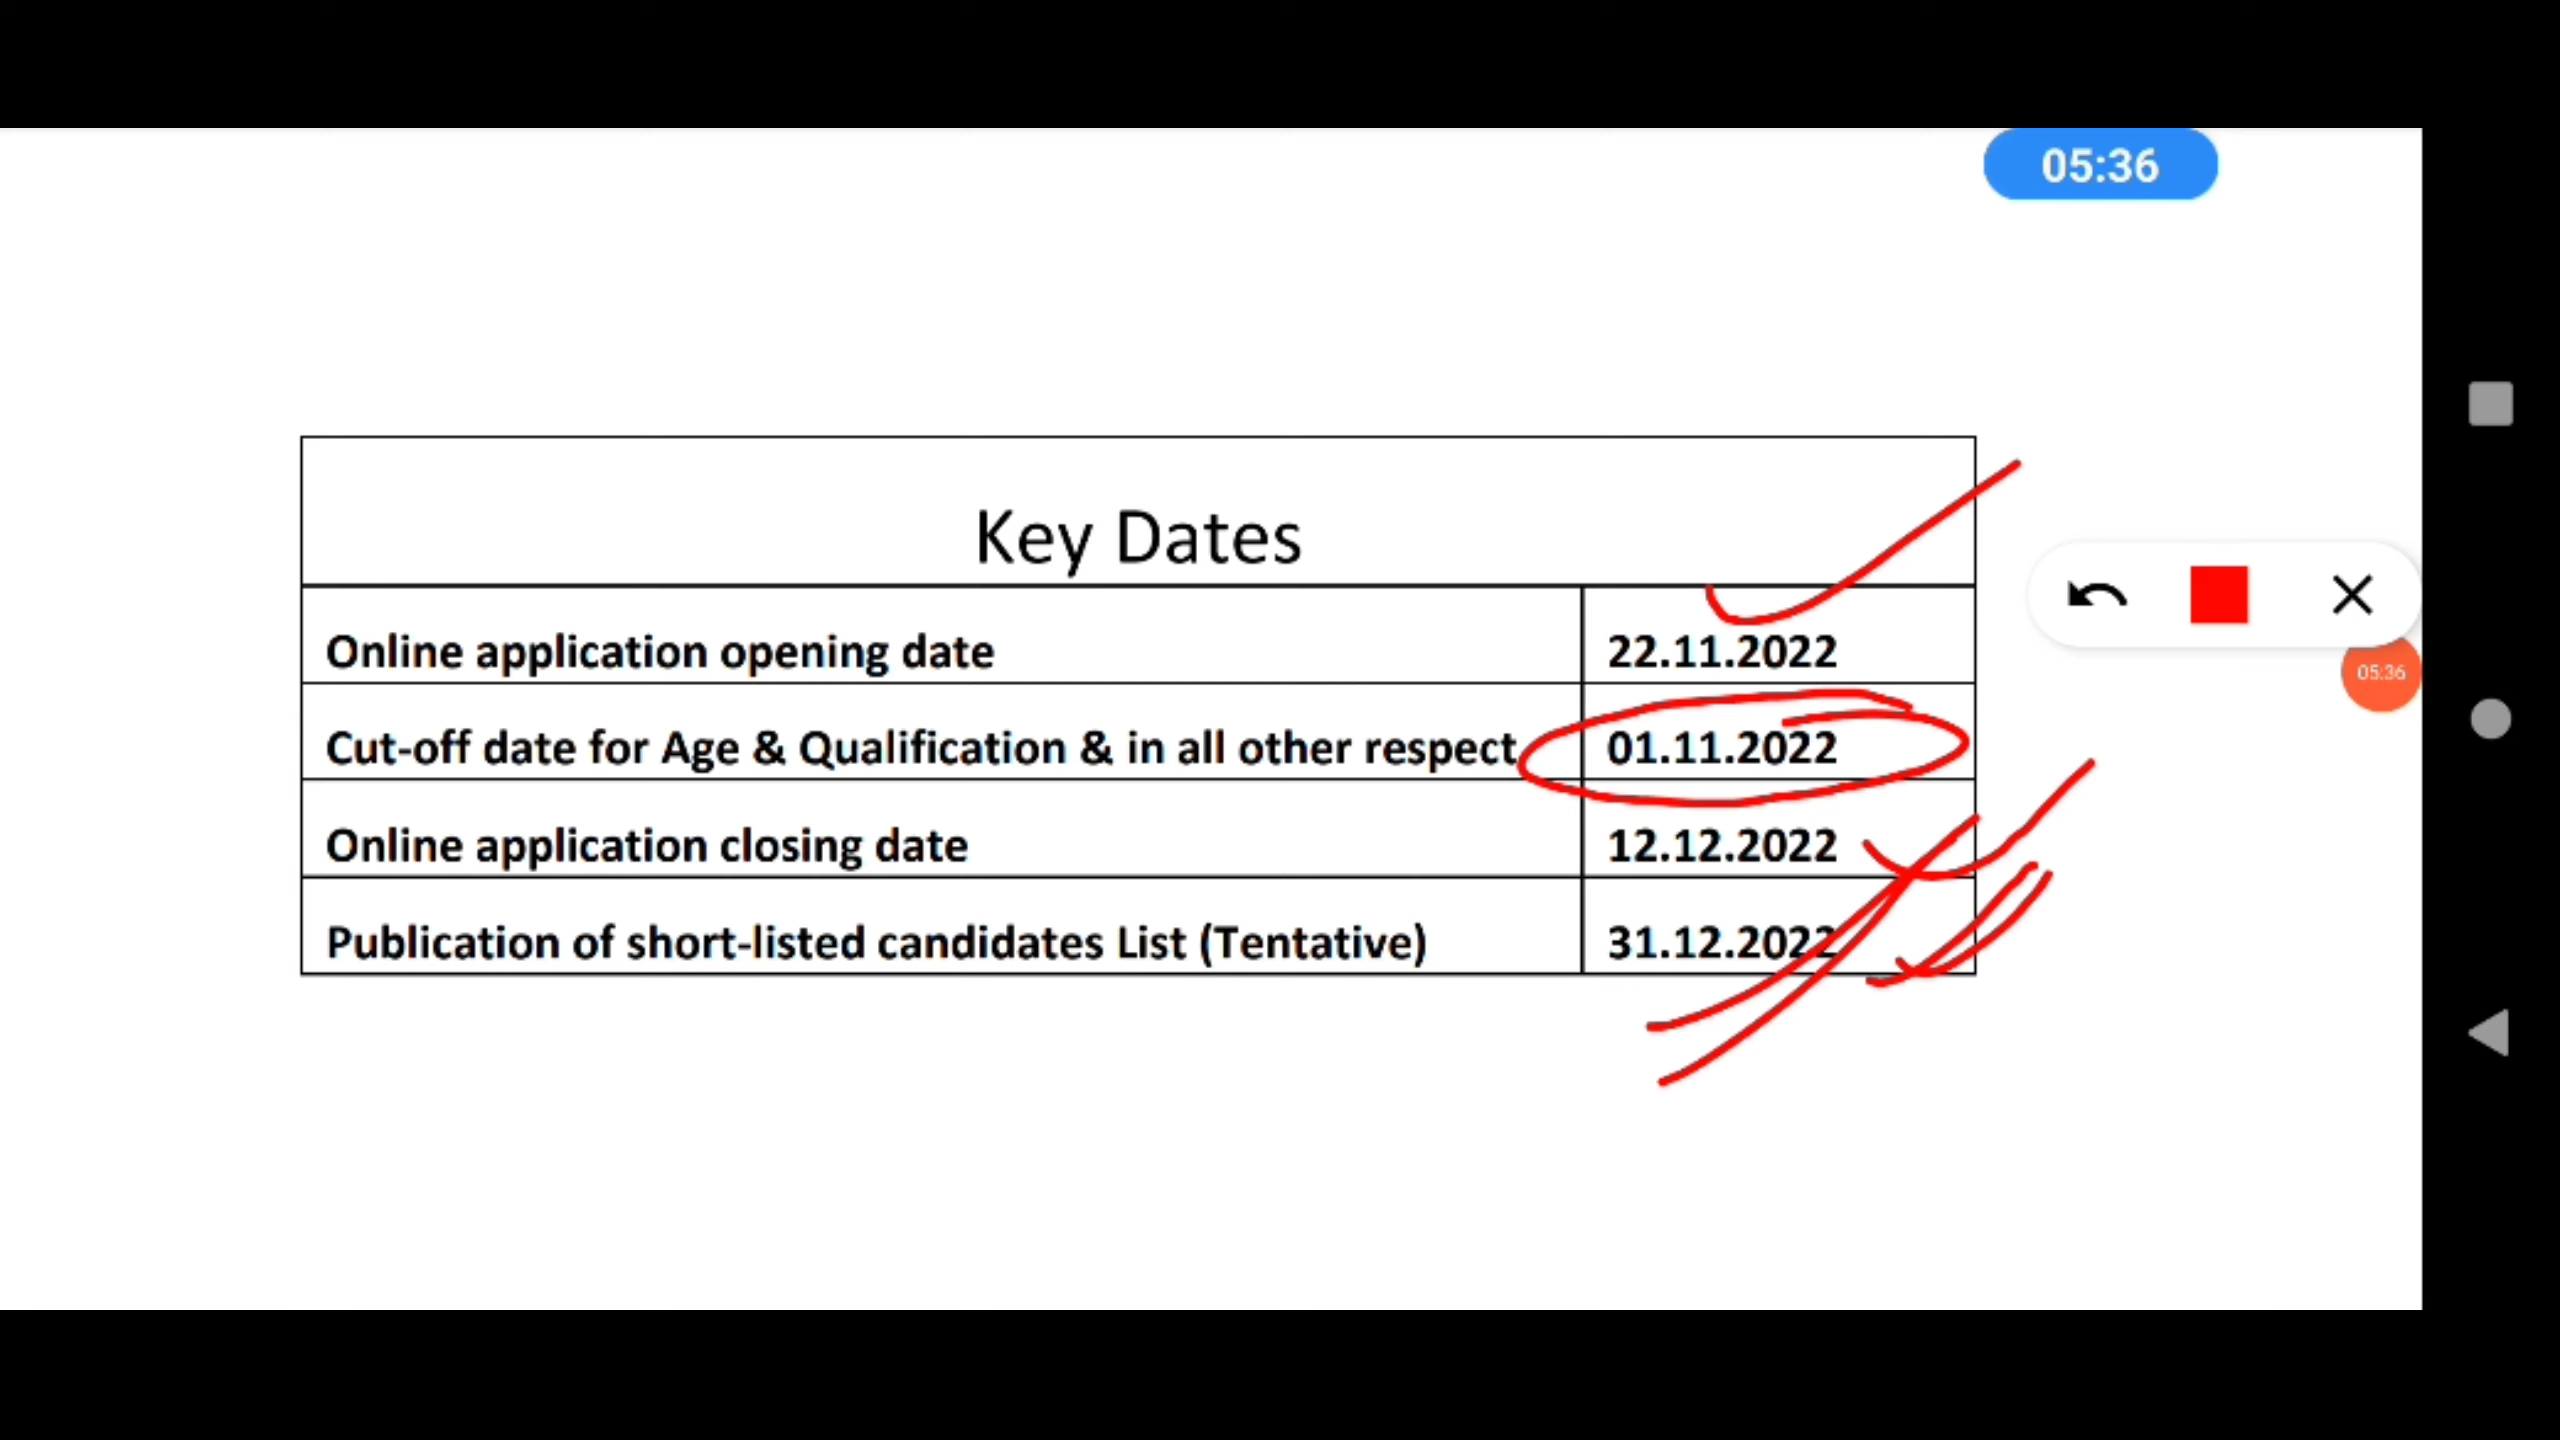 05:36
Key Dates
Online application opening date 22.11.2022
Cut-off date for Age & Qualification & in all other respect 01.11.2022
05:36
Online application closing date 12.12.2022
Publication of short-listed candidates List (Tentative) 31.12.2022